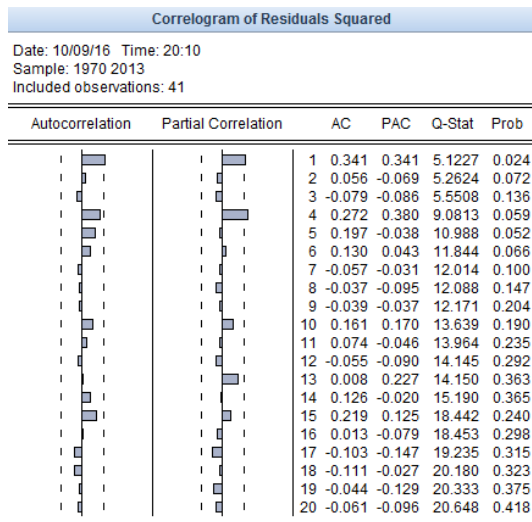 Correlogram of Residuals Squared
Date: 10/09/16 Time: 20:10
Sample: 1970 2013
Included observations: 41
Autocorrelation Partial Correlation AC PAC Q-Stat Prob
1 0.341 0.341 5.1227 0.024
2 0.056 -0.069 5.2624 0.072
3 -0.079 -0.086 5.5508 0.136
4 0.272 0.380 9.0813 0.059
5 0.197 -0.038 10.988 0.052
6 0.130 0.043 11.844 0.066
7 -0.057 -0.031 12.014 0.100
8 -0.037 -0.095 12.088 0.147
9 -0.039 -0.037 12.171 0.204
10 0.161 0.170 13.639 0.190
11 0.074 -0.046 13.964 0.235
12 -0.055 -0.090 14.145 0.292
13 0.008 0.227 14.150 0.363
14 0.126 -0.020 15.190 0.365
15 0.219 0.125 18.442 0.240
16 0.013 -0.079 18.453 0.298
17 -0.103 -0.147 19.235 0.315
18 -0.111 -0.027 20.180 0.323
19 -0.044 -0.129 20.333 0.375
20 -0.061 -0.096 20.648 0.418